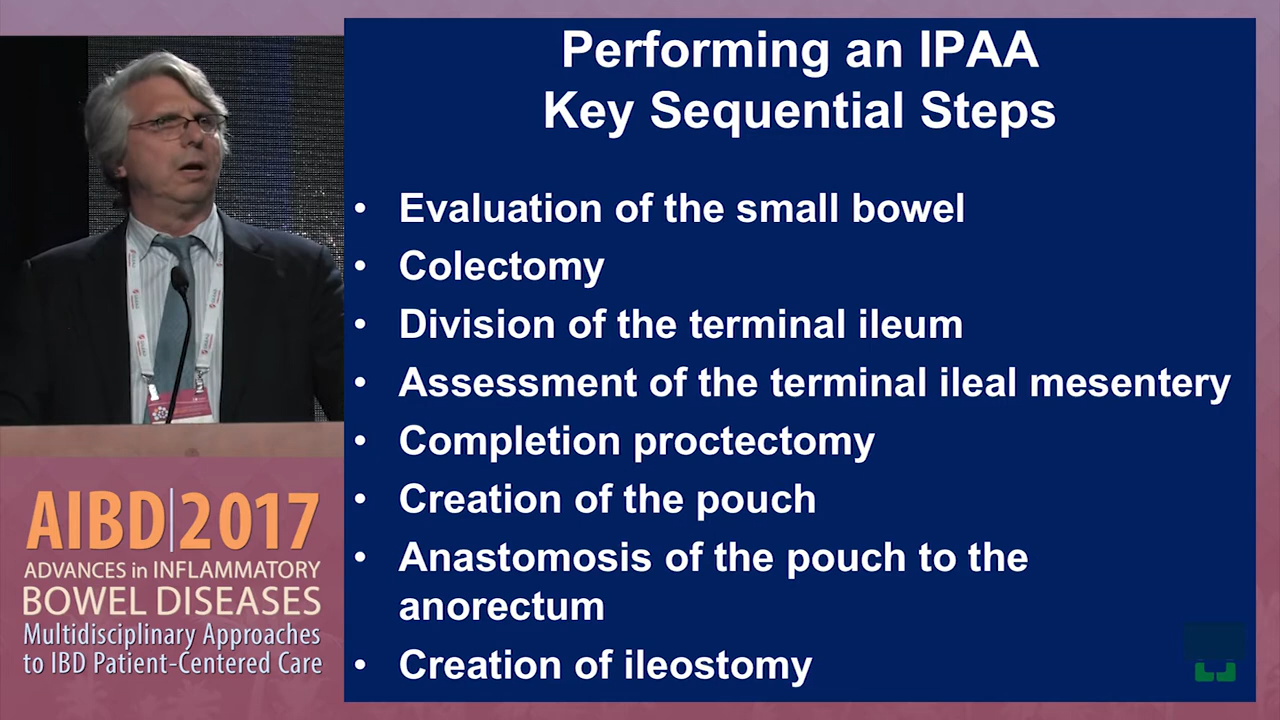 Performing an IPAA
Key Sequential Steps
• Evaluation of the small bowel
• Colectomy
• Division of the terminal ileum
• Assessment of the terminal ileal mesentery
• Completion proctectomy
• Creation of the pouch
• Anastomosis of the pouch to the
anorectum
• Creation of ileostomy
AIBD|2017
ADVANCES in INFLAMMATORY
BOWEL DISEASES
Multidisciplinary Approaches
to IBD Patient-Centered Care